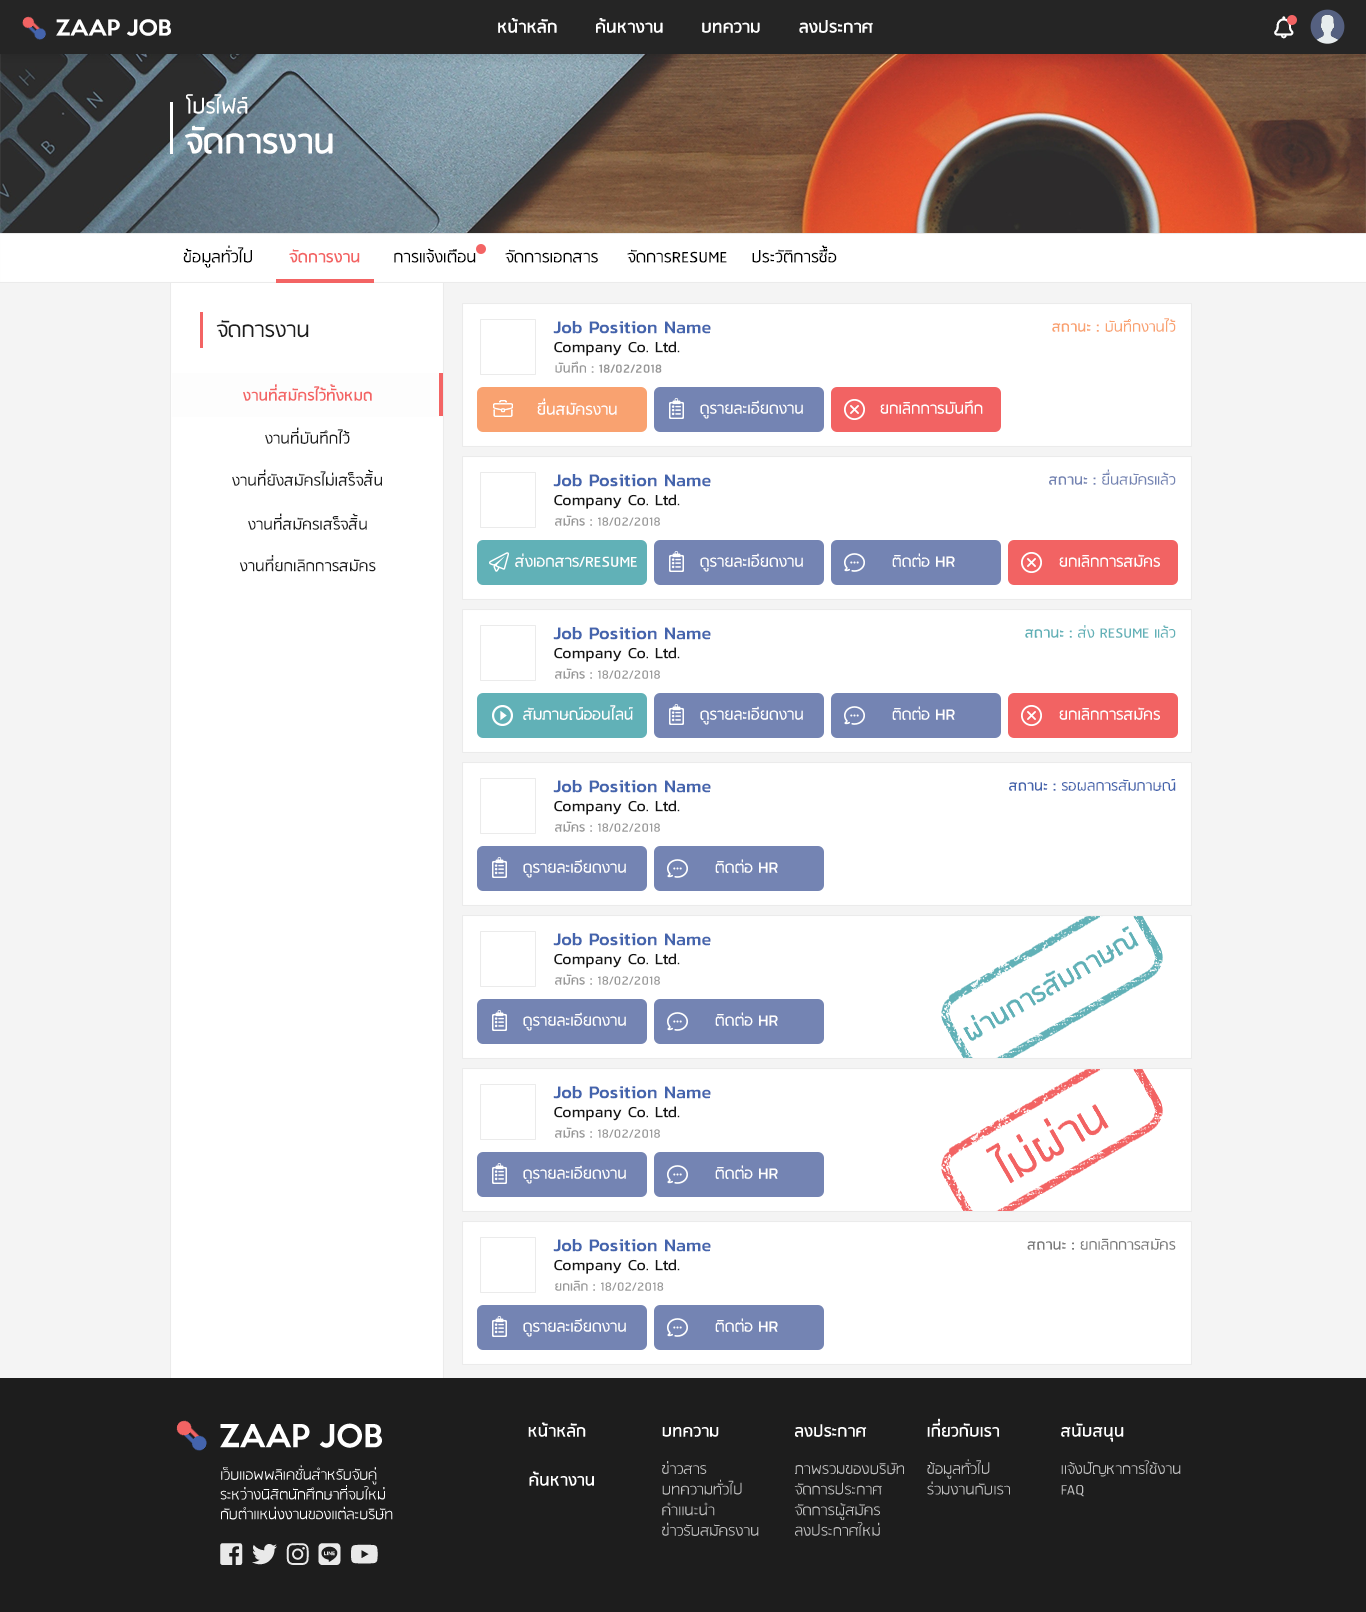 ZAAP JOB
หน้าหลัก
ค้นหางาน
บทความ
ลงประกาศ
โปรไฟล์
จัดการงาน
ข้อมูลทั่วไป
จัดการงาน
การแจ้งเตือน
จัดการเอกสาร
จัดการRESUME
ประวัติการซื้อ
จัดการงาน
งานที่สมัครไว้ทั้งหมด
งานที่บันทึกไว้
งานที่ยังสมัครไม่เสร็จสิ้น
งานที่สมัครเสร็จสิ้น
งานที่ยกเลิกการสมัคร
Job Position Name
สถานะ : บันทึกงานไว้
Company Co. Ltd.
บันทึก : 18/02/2018
ยื่นสมัครงาน
ดูรายละเอียดงาน
ยกเลิกการบันทึก
Job Position Name
สถานะ : ยื่นสมัครแล้ว
Company Co. Ltd.
สมัคร : 18/02/2018
ส่งเอกสาร/RESUME
ดูรายละเอียดงาน
ติดต่อ HR
ยกเลิกการสมัคร
Job Position Name
สถานะ : ส่ง RESUME แล้ว
Company Co. Ltd.
สมัคร : 18/02/2018
สัมภาษณ์ออนไลน์
ดูรายละเอียดงาน
ติดต่อ HR
ยกเลิกการสมัคร
Job Position Name
สถานะ : รอผลการสัมภาษณ์
Company Co. Ltd.
สมัคร : 18/02/2018
ดูรายละเอียดงาน
ติดต่อ HR
Job Position Name
Company Co. Ltd.
สมัคร : 18/02/2018
ดูรายละเอียดงาน
ติดต่อ HR
ผ่านการสัมภาษณ์
Job Position Name
Company Co. Ltd.
สมัคร : 18/02/2018
ดูรายละเอียดงาน
ติดต่อ HR
ไม่ผ่าน
Job Position Name
สถานะ : ยกเลิกการสมัคร
Company Co. Ltd.
ยกเลิก : 18/02/2018
ดูรายละเอียดงาน
ติดต่อ HR
ZAAP JOB
เว็บแอพพลิเคชั่นสำหรับจับคู่
ระหว่างนิสิตนักศึกษาที่จบใหม่
กับตำแหน่งงานของแต่ละบริษัท
LINE
หน้าหลัก
ค้นหางาน
บทความ
ข่าวสาร
บทความทั่วไป
คำแนะนำ
ข่าวรับสมัครงาน
ลงประกาศ
ภาพรวมของบริษัท
จัดการประกาศ
จัดการผู้สมัคร
ลงประกาศใหม่
เกี่ยวกับเรา
ข้อมูลทั่วไป
ร่วมงานกับเรา
สนับสนุน
แจ้งปัญหาการใช้งาน
FAQ